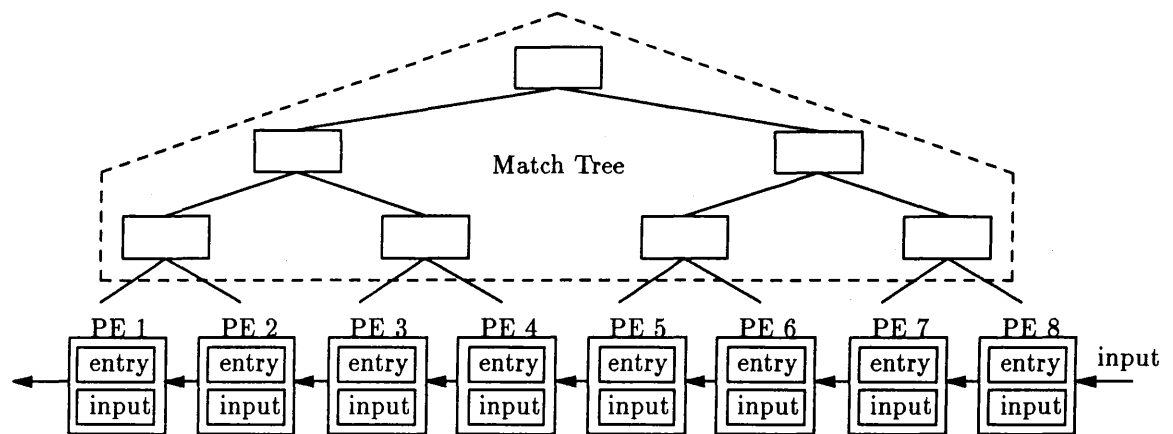 Match Tree
PE 1 PE 2 PE 3 PE 4 PE 5 PE 6 PE 7 PE 8
entry entry entry entry entry entry entry entry input
input input input input input input input input